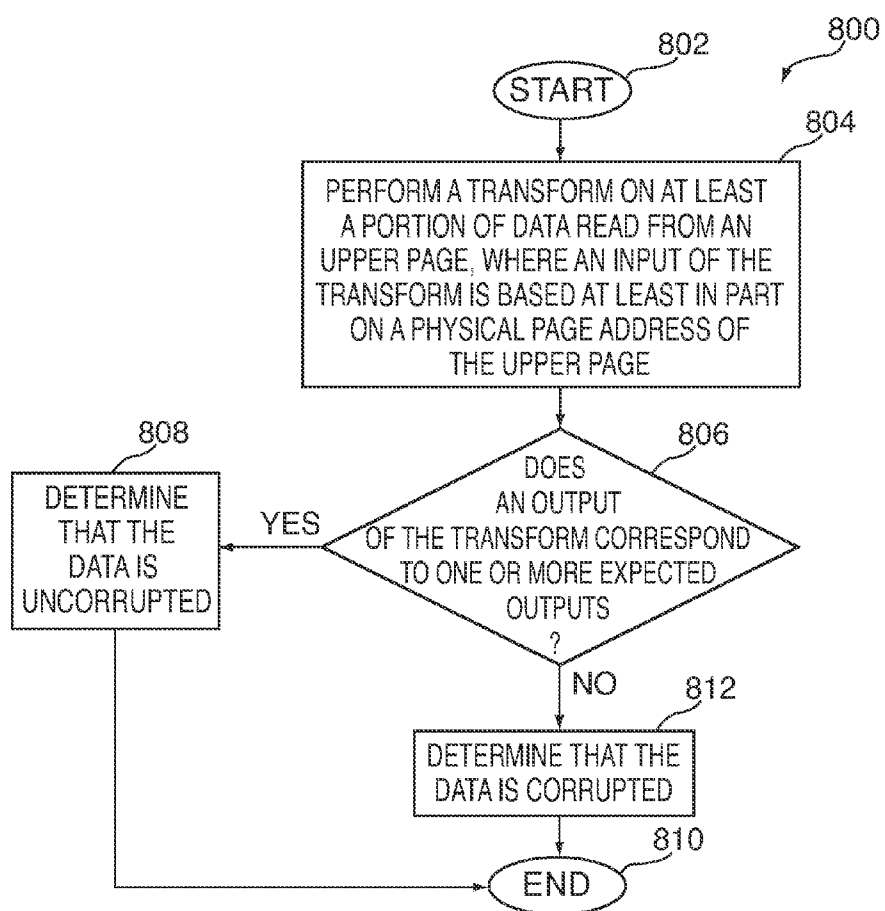 800
802
START
804
PERFORM A TRANSFORM ON AT LEAST
A PORTION OF DATA READ FROM AN
UPPER PAGE, WHERE AN INPUT OF THE
TRANSFORM IS BASED AT LEAST IN PART
ON A PHYSICAL PAGE ADDRESS OF
THE UPPER PAGE
806
DOES
AN OUTPUT
OF THE TRANSFORM CORRESPOND
TO ONE OR MORE EXPECTED
OUTPUTS
?
YES
808
DETERMINE
THAT THE
DATA IS
UNCORRUPTED
NO
812
DETERMINE THAT THE
DATA IS CORRUPTED
810
END